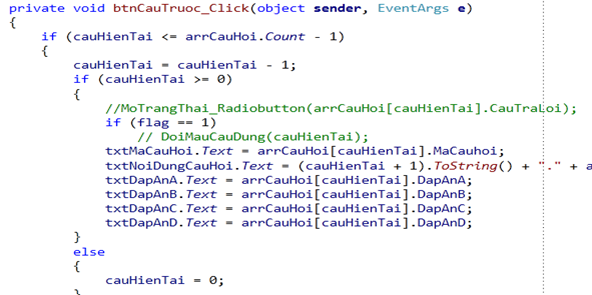 private void btnCauTruoc_Click(object sender, EventArgs e)
{
if (cauHienTai <= arrCauHoi.Count - 1)
{
cauHienTai = cauHienTai - 1;
if (cauHienTai >= 0)
{
//MoTrangThai_Radiobutton(arrCauHoi[cauHienTai].CauTraLoi);
if (flag == 1)
// DoiMauCauDung(cauHienTai);
txtMaCauHoi.Text = arrCauHoi[cauHienTai].MaCauhoi;
txtNoiDungCauHoi.Text = (cauHienTai + 1).ToString() + "." + a
txtDapAnA.Text = arrCauHoi[cauHienTai].DapAnA;
txtDapAnB.Text = arrCauHoi[cauHienTai].DapAnB;
txtDapAnC.Text = arrCauHoi[cauHienTai].DapAnC;
txtDapAnD.Text = arrCauHoi[cauHienTai].DapAnD;
}
else
{
cauHienTai = 0;
}